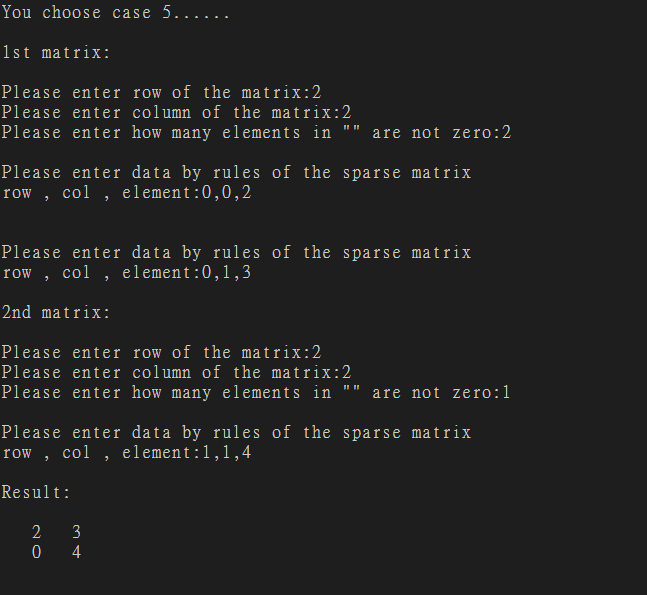 You choose case 5......
1st matrix:
Please enter row of the matrix:2
Please enter column of the matrix:2
Please enter how many elements in "" are not zero:2
Please enter data by rules of the sparse matrix
row , col , element:0,0,2
Please enter data by rules of the sparse matrix
row , col , element:0,1,3
2nd matrix:
Please enter row of the matrix:2
Please enter column of the matrix:2
Please enter how many elements in "" are not zero:1
Please enter data by rules of the sparse matrix
row , col , element:1,1,4
Result:
2 3
0 4